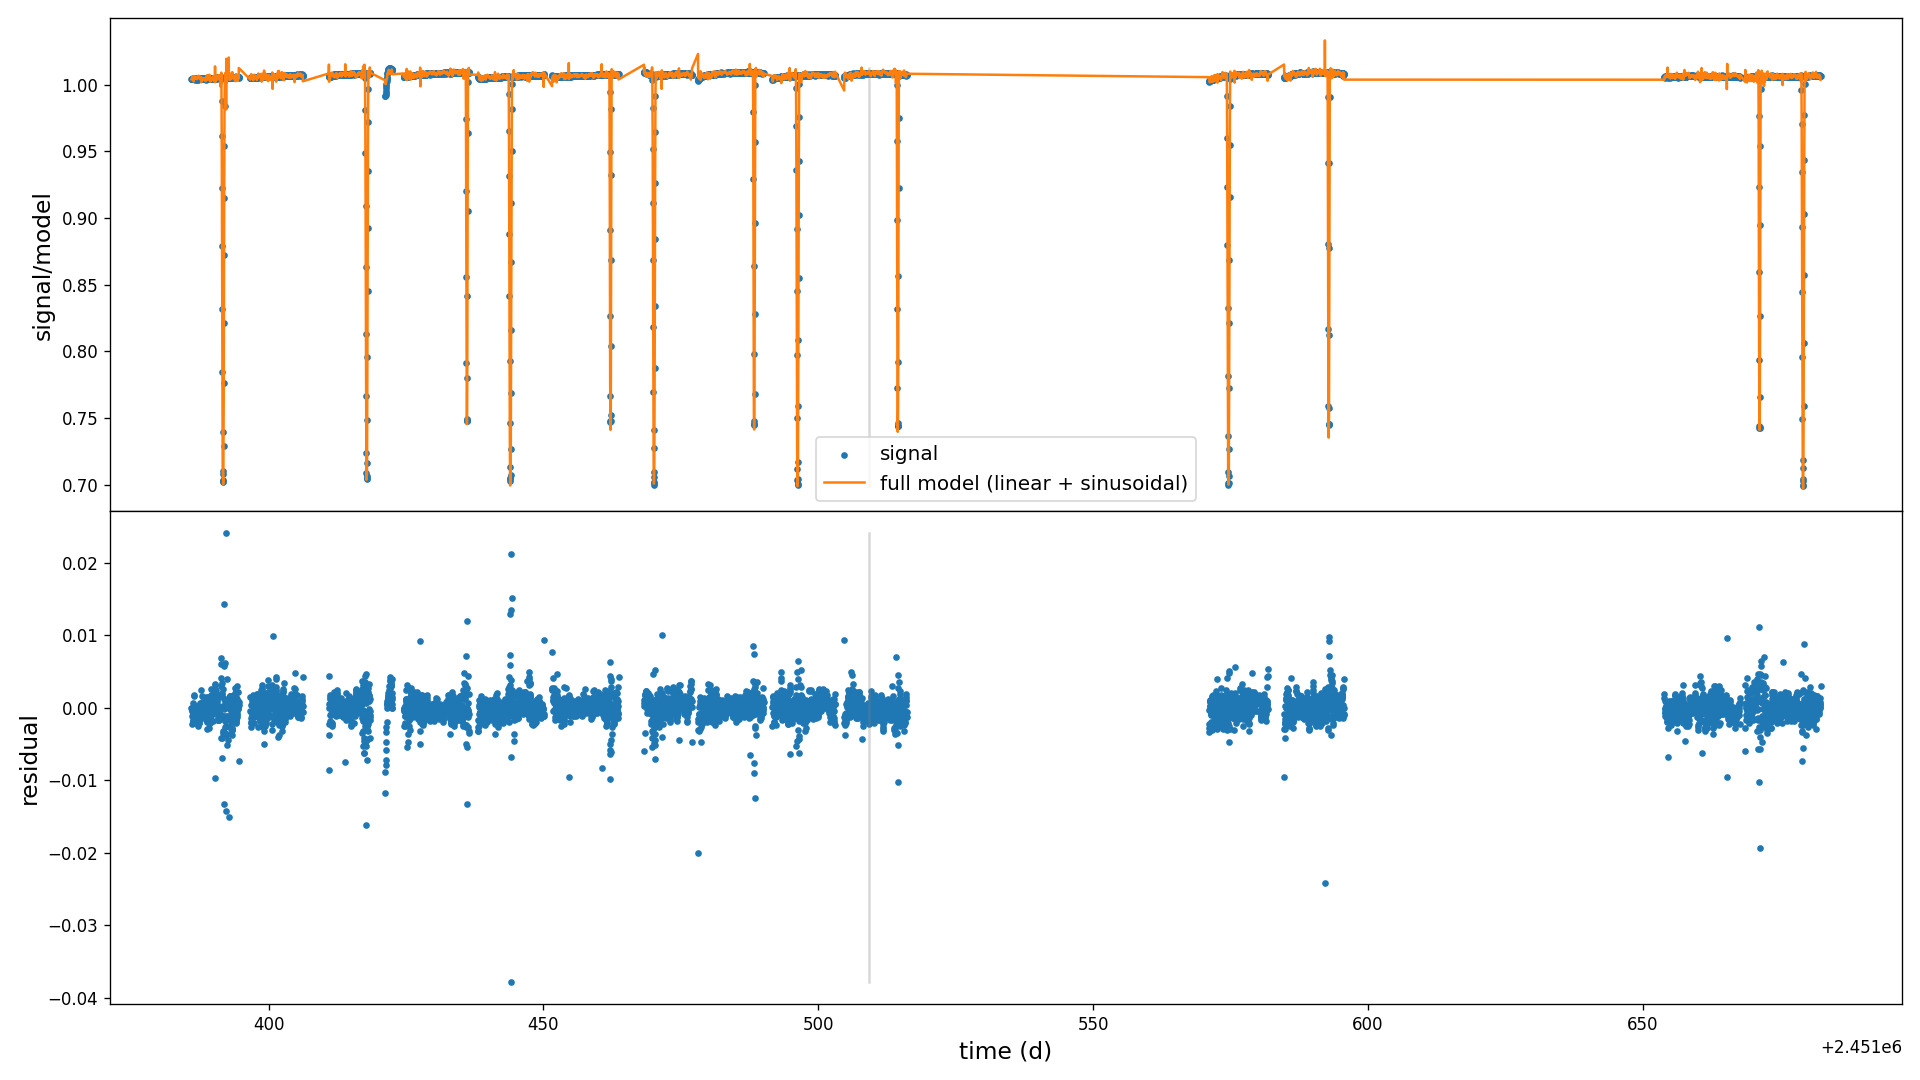 signal/model
1.00
0.95
0.90
0.85
0.80
0.75
0.70
signal
full model (linear + sinusoidal)
residual
0.02
0.01
0.00
−0.01
−0.02
−0.03
−0.04
400 450 500 550 600 650
time (d)
+2.451e6